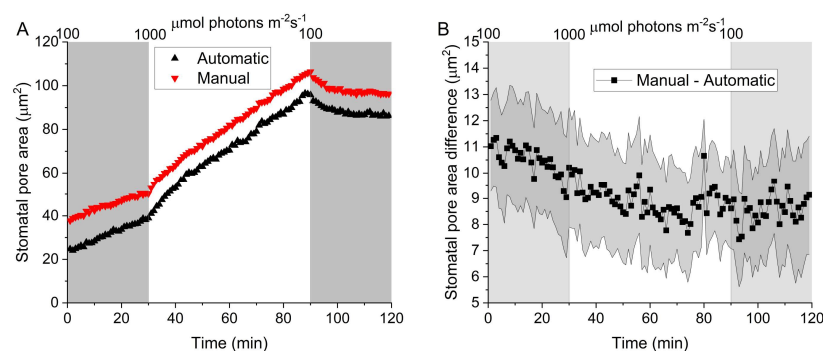 A
μmol photons m⁻²s⁻¹
100 1000 100
Automatic
Manual
Stomatal pore area (μm²)
120
100
80
60
40
20
0
0 20 40 60 80 100 120
Time (min)
B
μmol photons m⁻²s⁻¹
100 1000 100
Manual - Automatic
Stomatal pore area difference (μm²)
15
14
13
12
11
10
9
8
7
6
5
0 20 40 60 80 100 120
Time (min)